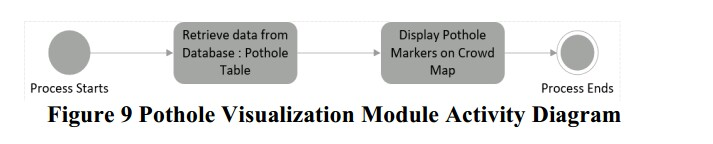 Retrieve data from
Database : Pothole
Table
Display Pothole
Markers on Crowd
Map
Process Starts
Process Ends
Figure 9 Pothole Visualization Module Activity Diagram